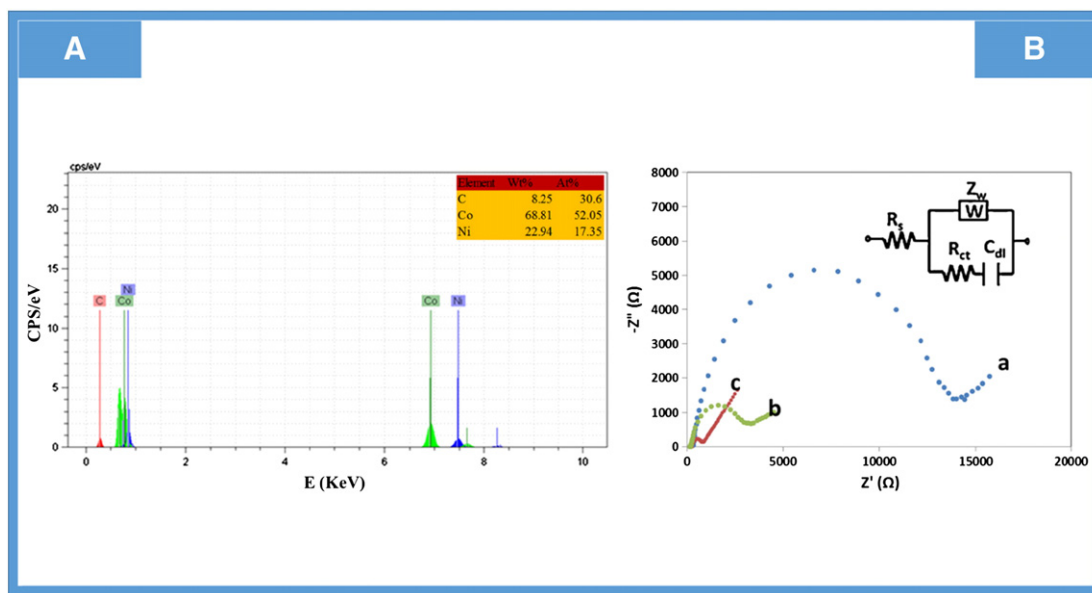 A
B
cps/eV
Element Wt% At%
C 8.25 30.6
Co 68.81 52.05
Ni 22.94 17.35
20
15
10
5
0
CPS/eV
Ni
C Co
Co Ni
0 2 4 6 8 10
E (KeV)
8000
7000
6000
5000
4000
3000
2000
1000
0
-Z" (Ω)
Zw
W
Rs
Rct Cdl
a
c
b
0 5000 10000 15000 20000
Z' (Ω)